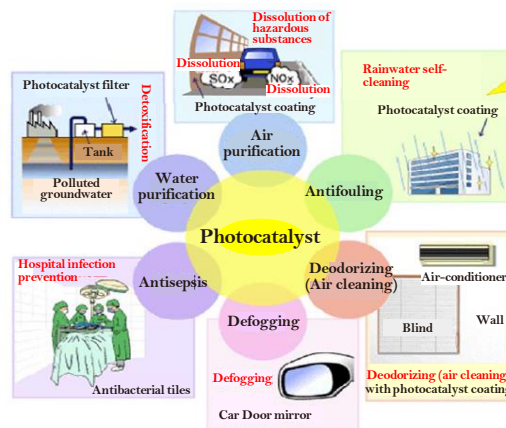 Dissolution of
hazardous
substances
Dissolution
SOx
NOx
Dissolution
Photocatalyst coating
Air
purification
Photocatalyst filter
Detoxification
Tank
Polluted
groundwater
Water
purification
Rainwater self-
cleaning
Photocatalyst coating
Antifouling
Photocatalyst
Hospital infection
prevention
Antisepsis
Antibacterial tiles
Defogging
Defogging
Car Door mirror
Deodorizing
(Air cleaning)
Air-conditioner
Blind
Wall
Deodorizing (air cleaning)
with photocatalyst coating